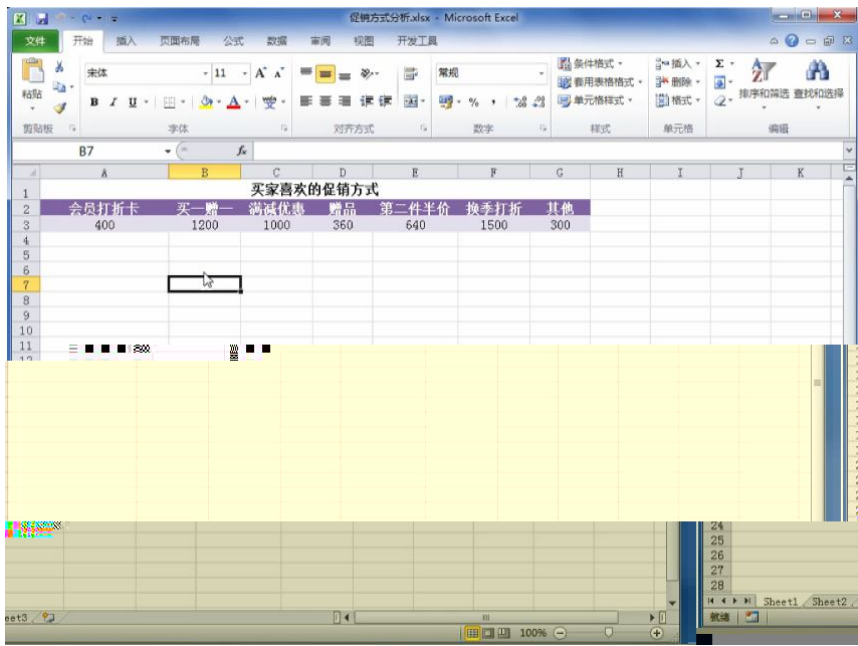 促销方式分析.xlsx - Microsoft Excel
文件 开始 插入 页面布局 公式 数据 审阅 视图 开发工具
宋体 11 常规 条件格式 插入 Σ
粘贴 套用表格格式 删除 排序和筛选 查找和选择
B I U A % 单元格样式 格式
剪贴板 字体 对齐方式 数字 样式 单元格 编辑
B7 fx
A B C D E F G H I J K
1 买家喜欢的促销方式
2 会员打折卡 买一赠一 满减优惠 赠品 第二件半价 换季打折 其他
3 400 1200 1000 360 640 1500 300
4
5
6
7
8
9
10
11
24
25
26
27
28
Sheet1 Sheet2
eet3
就绪
100%